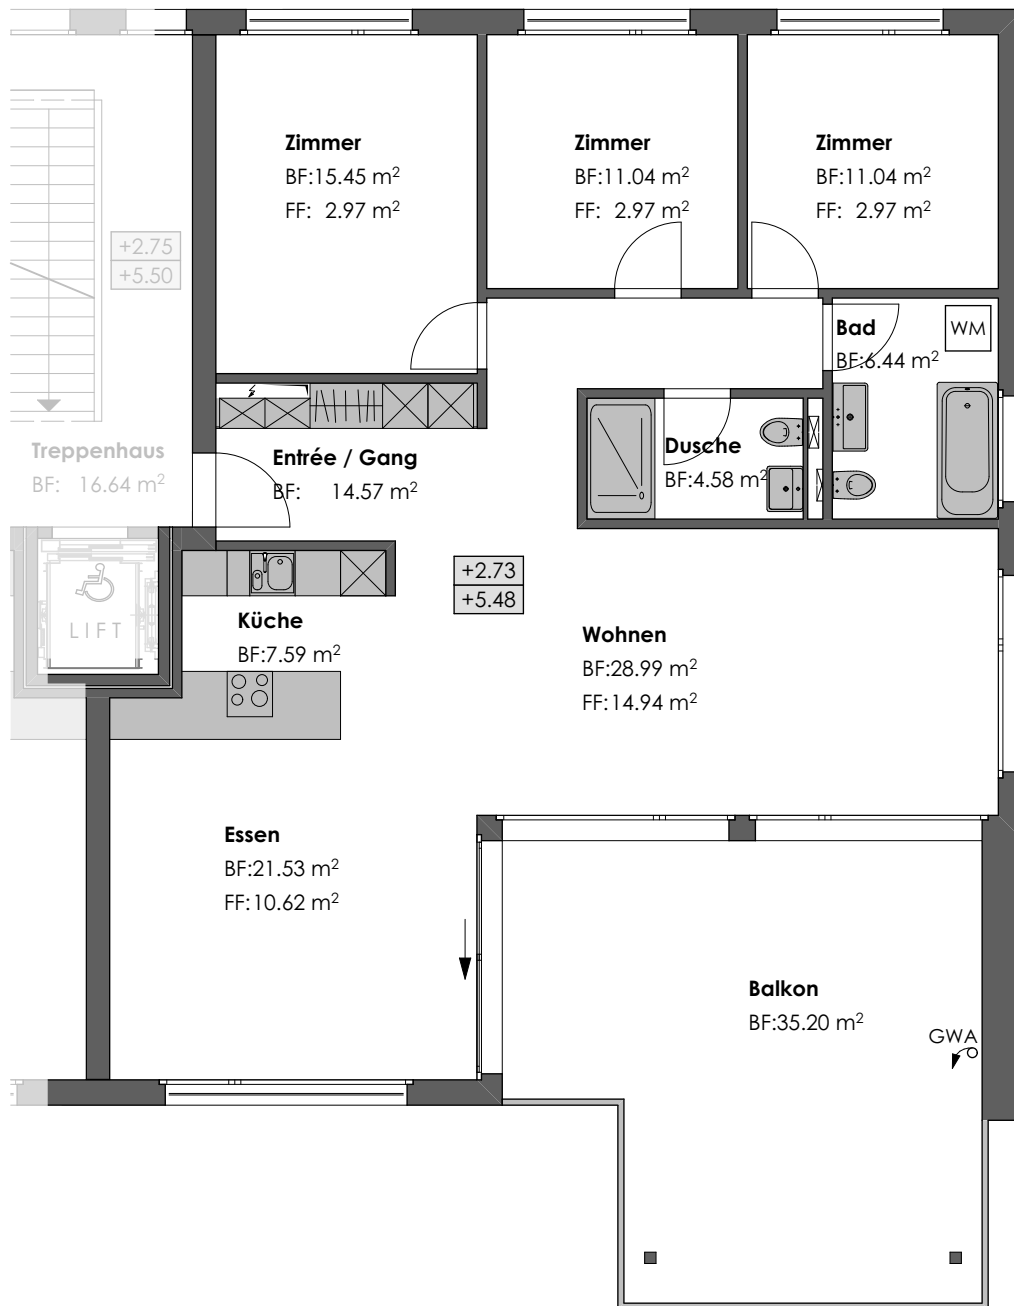 Zimmer
BF:15.45 m²
FF: 2.97 m²
Zimmer
BF:11.04 m²
FF: 2.97 m²
Zimmer
BF:11.04 m²
FF: 2.97 m²
+2.75
+5.50
Bad
BF:6.44 m²
WM
Treppenhaus
BF: 16.64 m²
Entrée / Gang
BF: 14.57 m²
Dusche
BF:4.58 m²
+2.73
+5.48
LIFT
Küche
BF:7.59 m²
Wohnen
BF:28.99 m²
FF:14.94 m²
Essen
BF:21.53 m²
FF:10.62 m²
Balkon
BF:35.20 m²
GWA